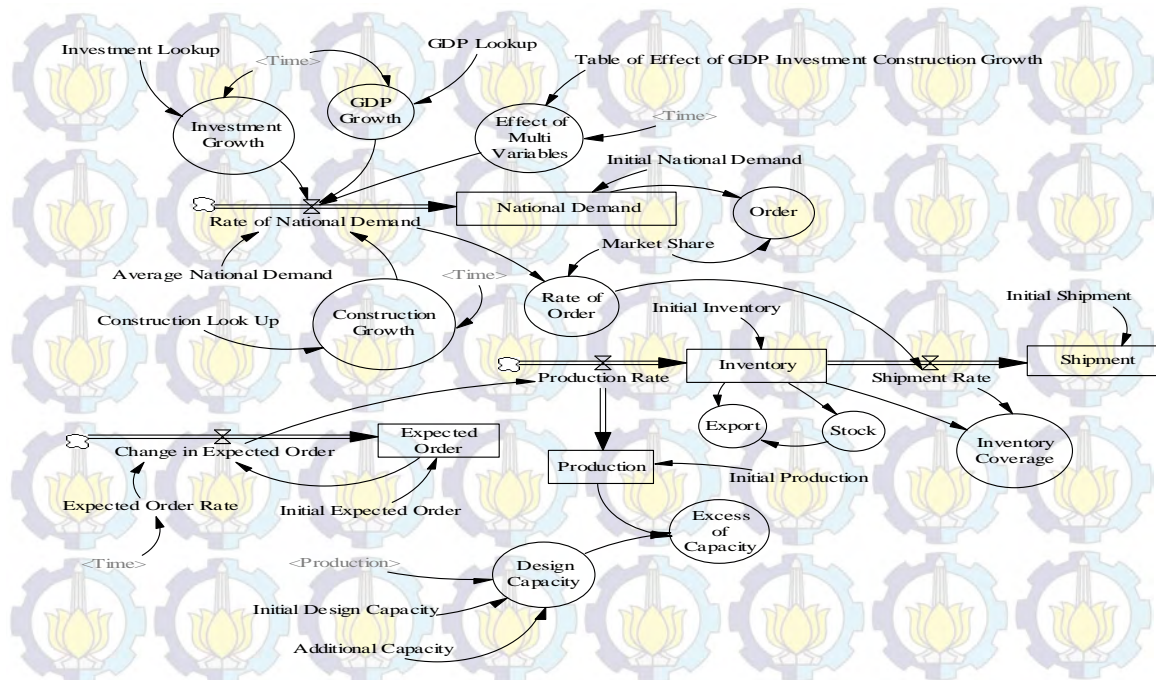 Investment Lookup
<Time>
GDP Lookup
Table of Effect of GDP Investment Construction Growth
GDP
Growth
Investment
Growth
Effect of
Multi
Variables
<Time>
Initial National Demand
National Demand
Order
Rate of National Demand
Market Share
Average National Demand
<Time>
Rate of
Order
Construction Look Up
Construction
Growth
Initial Inventory
Initial Shipment
Inventory
Shipment
Production Rate
Shipment Rate
Export
Stock
Inventory
Coverage
Expected
Order
Change in Expected Order
Production
Initial Production
Expected Order Rate
Initial Expected Order
Excess
of
Capacity
<Time>
<Production>
Design
Capacity
Initial Design Capacity
Additional Capacity